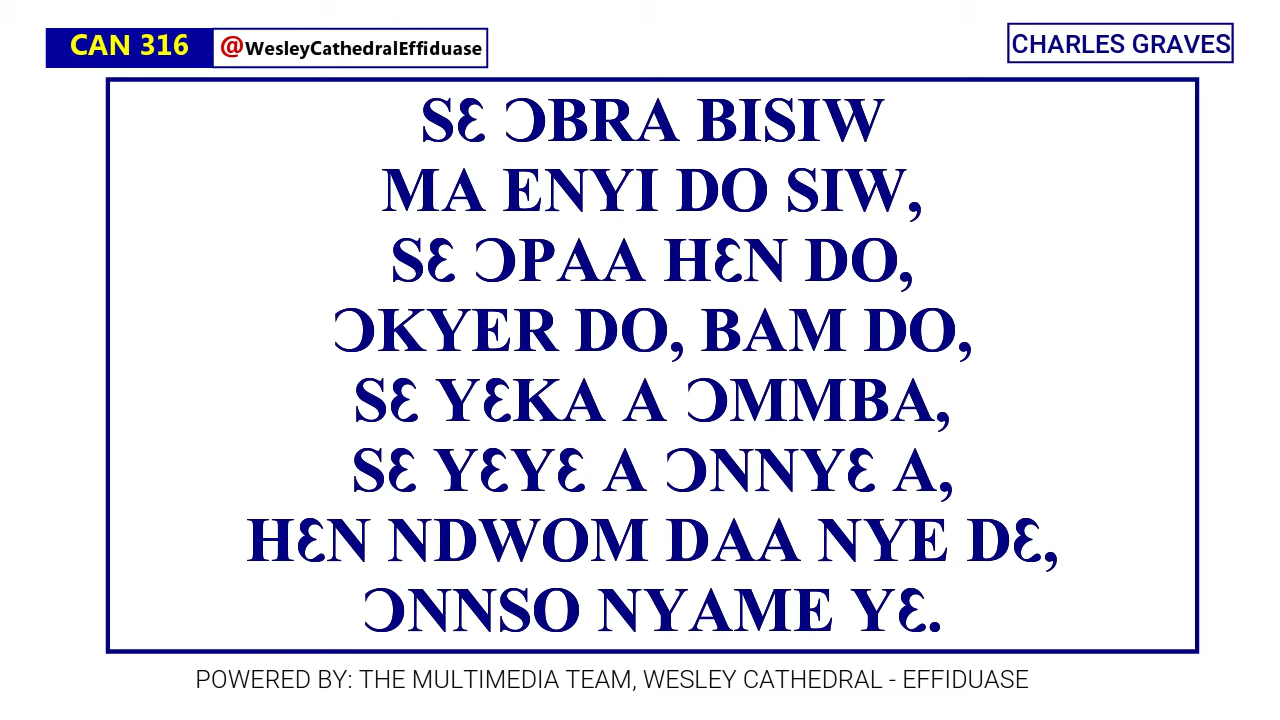 CAN 316
@WesleyCathedralEffiduase
CHARLES GRAVES
SƐ ƆBRA BISIW
MA ENYI DO SIW,
SƐ ƆPAA HƐN DO,
ƆKYER DO, BAM DO,
SƐ YƐKA A ƆMMBA,
SƐ YƐYƐ A ƆNNYƐ A,
HƐN NDWOM DAA NYE DƐ,
ƆNNSO NYAME YƐ.
POWERED BY: THE MULTIMEDIA TEAM, WESLEY CATHEDRAL - EFFIDUASE